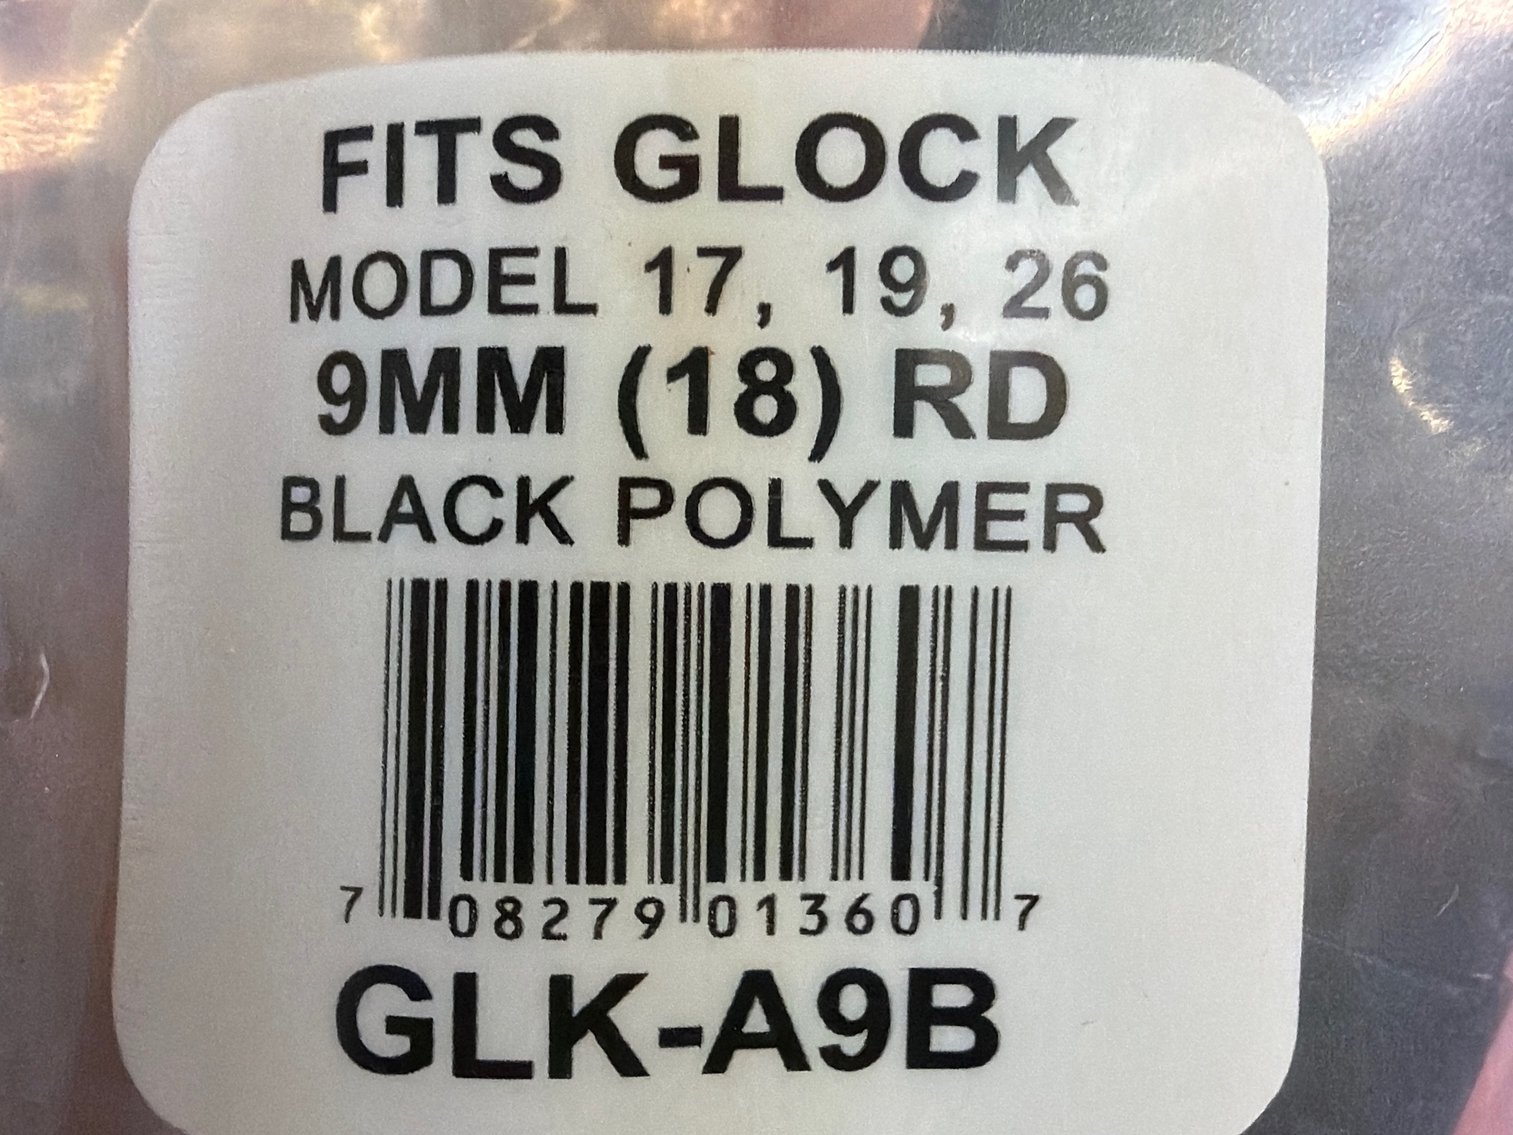 FITS GLOCK
MODEL 17, 19, 26
9MM (18) RD
BLACK POLYMER
7 08279 01360 7
GLK-A9B